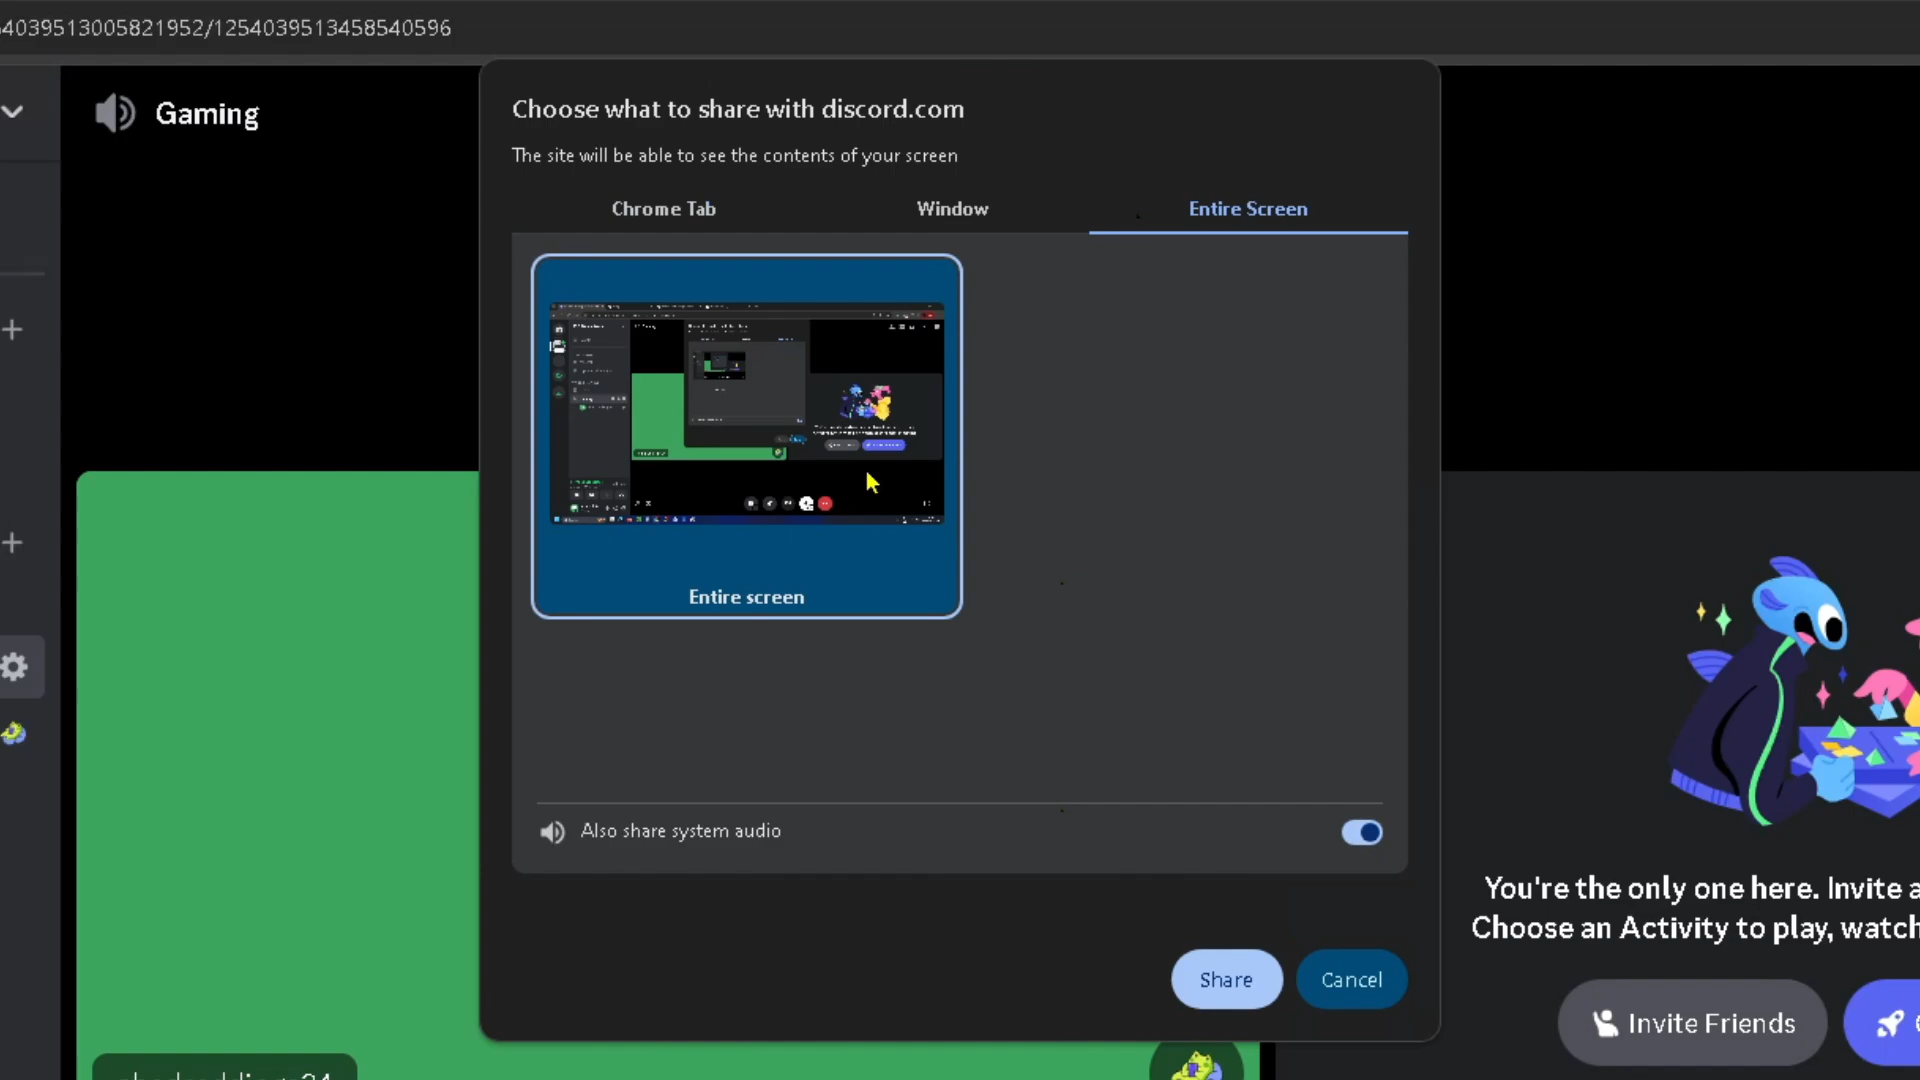 4039513005821952/1254039513458540596
Gaming
Choose what to share with discord.com
The site will be able to see the contents of your screen
Chrome Tab
Window
Entire Screen
Entire screen
Also share system audio
Share
Cancel
You're the only one here. Invite a
Choose an Activity to play, watch
Invite Friends